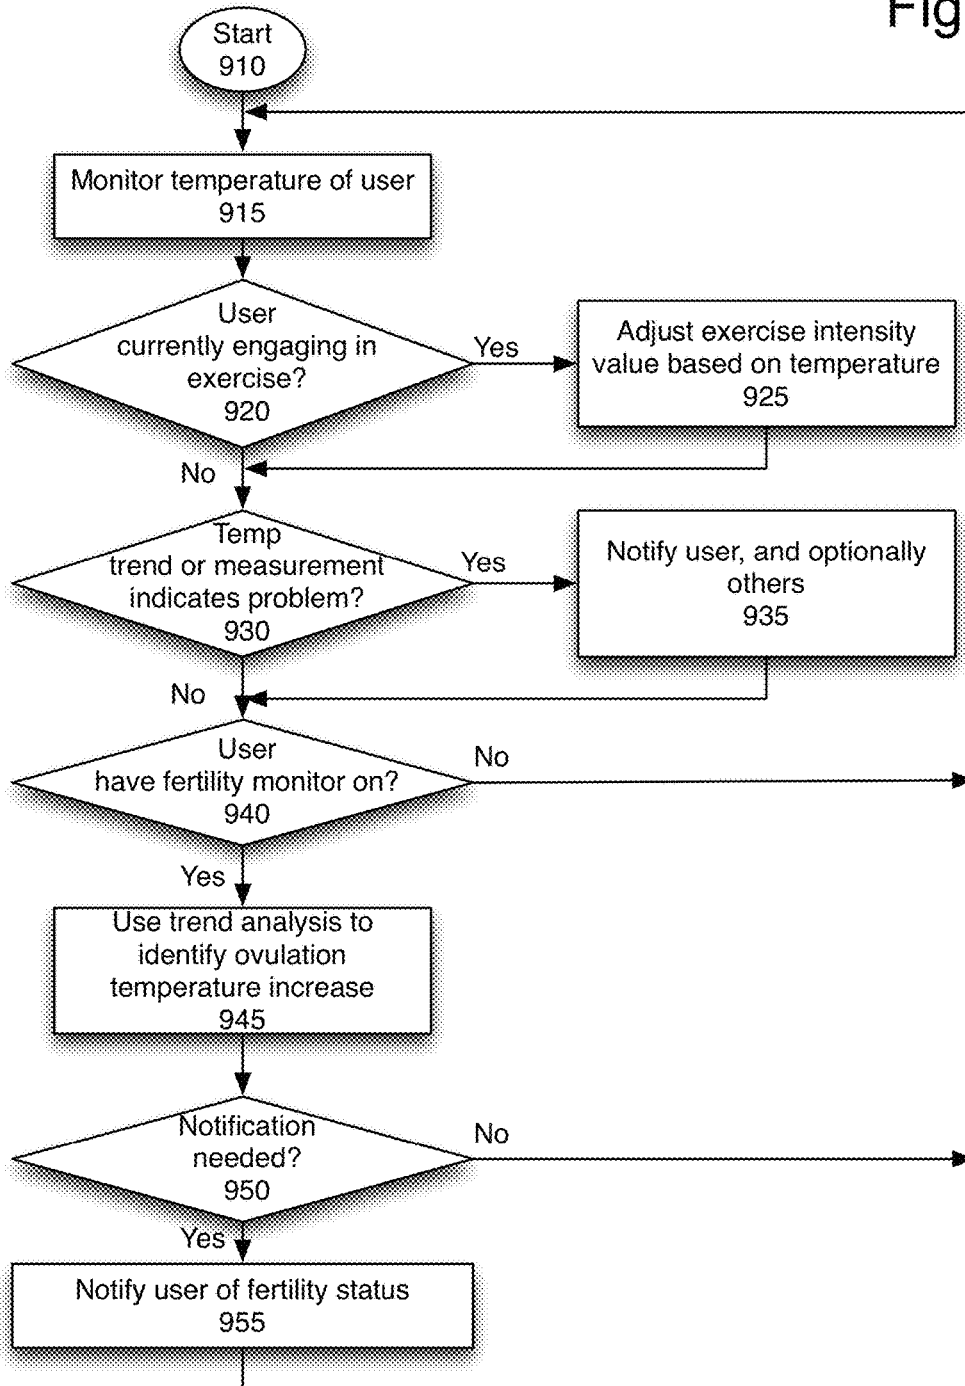 Fig
Start
910
Monitor temperature of user
915
User
currently engaging in
exercise?
920
Yes
Adjust exercise intensity
value based on temperature
925
No
Temp
trend or measurement
indicates problem?
930
Yes
Notify user, and optionally
others
935
No
User
have fertility monitor on?
940
No
Yes
Use trend analysis to
identify ovulation
temperature increase
945
Notification
needed?
950
No
Yes
Notify user of fertility status
955